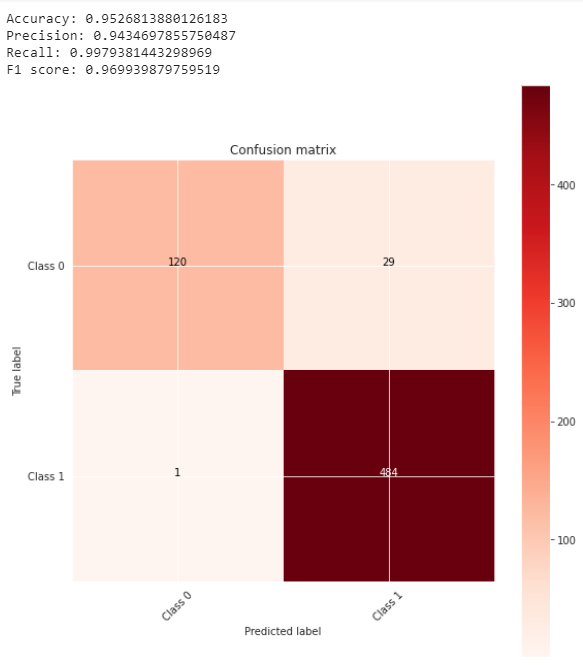 Accuracy: 0.9526813880126183
Precision: 0.9434697855750487
Recall: 0.9979381443298969
F1 score: 0.969939879759519
Confusion matrix
Class 0
120
29
400
300
200
100
True label
Class 1
1
484
Class 0
Class 1
Predicted label